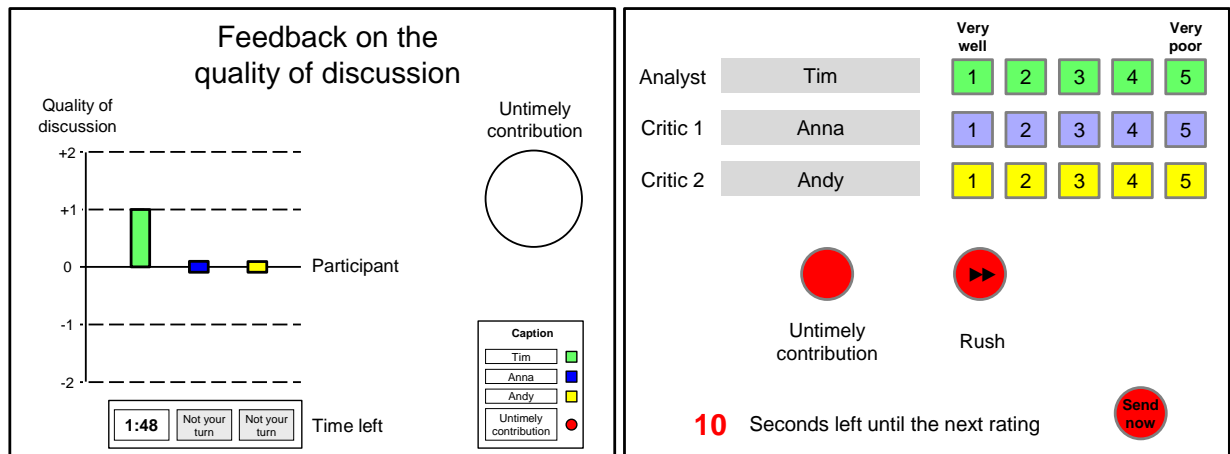 Feedback on the
quality of discussion
Quality of
discussion
Untimely
contribution
+2
+1
0
Participant
-1
-2
Caption
Tim
Anna
Andy
Untimely
contribution
1:48
Not your
turn
Not your
turn
Time left
Very
well
Very
poor
Analyst Tim 1 2 3 4 5
Critic 1 Anna 1 2 3 4 5
Critic 2 Andy 1 2 3 4 5
Untimely
contribution
Rush
10 Seconds left until the next rating
Send
now